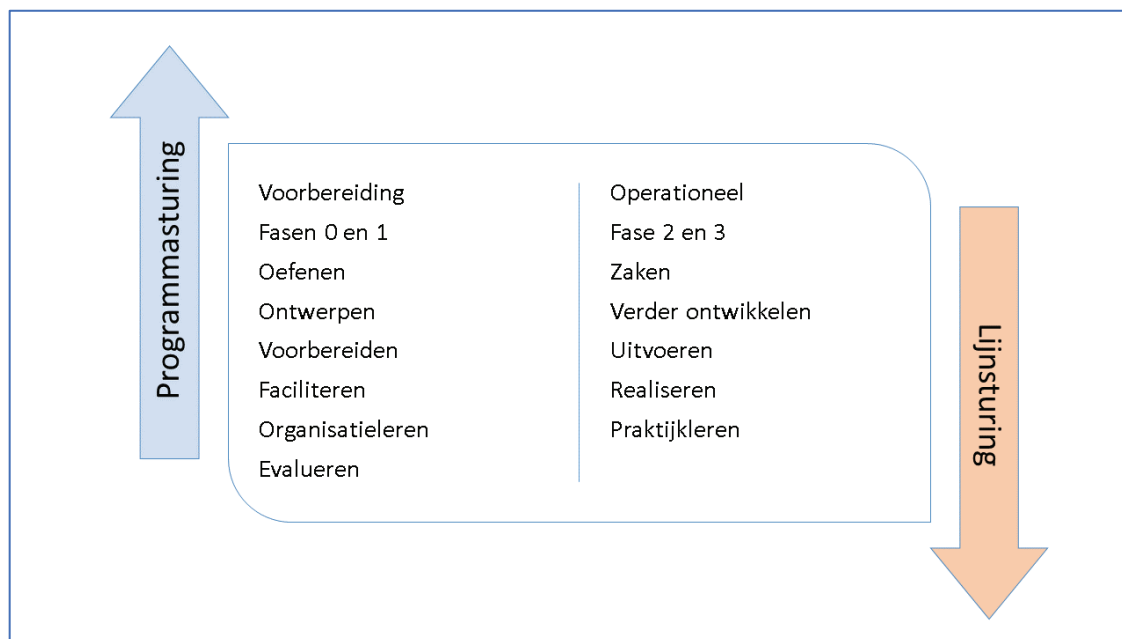 Programmasturing
Voorbereiding
Fasen 0 en 1
Oefenen
Ontwerpen
Voorbereiden
Faciliteren
Organisatieleren
Evalueren
Operationeel
Fase 2 en 3
Zaken
Verder ontwikkelen
Uitvoeren
Realiseren
Praktijkleren
Lijnsturing